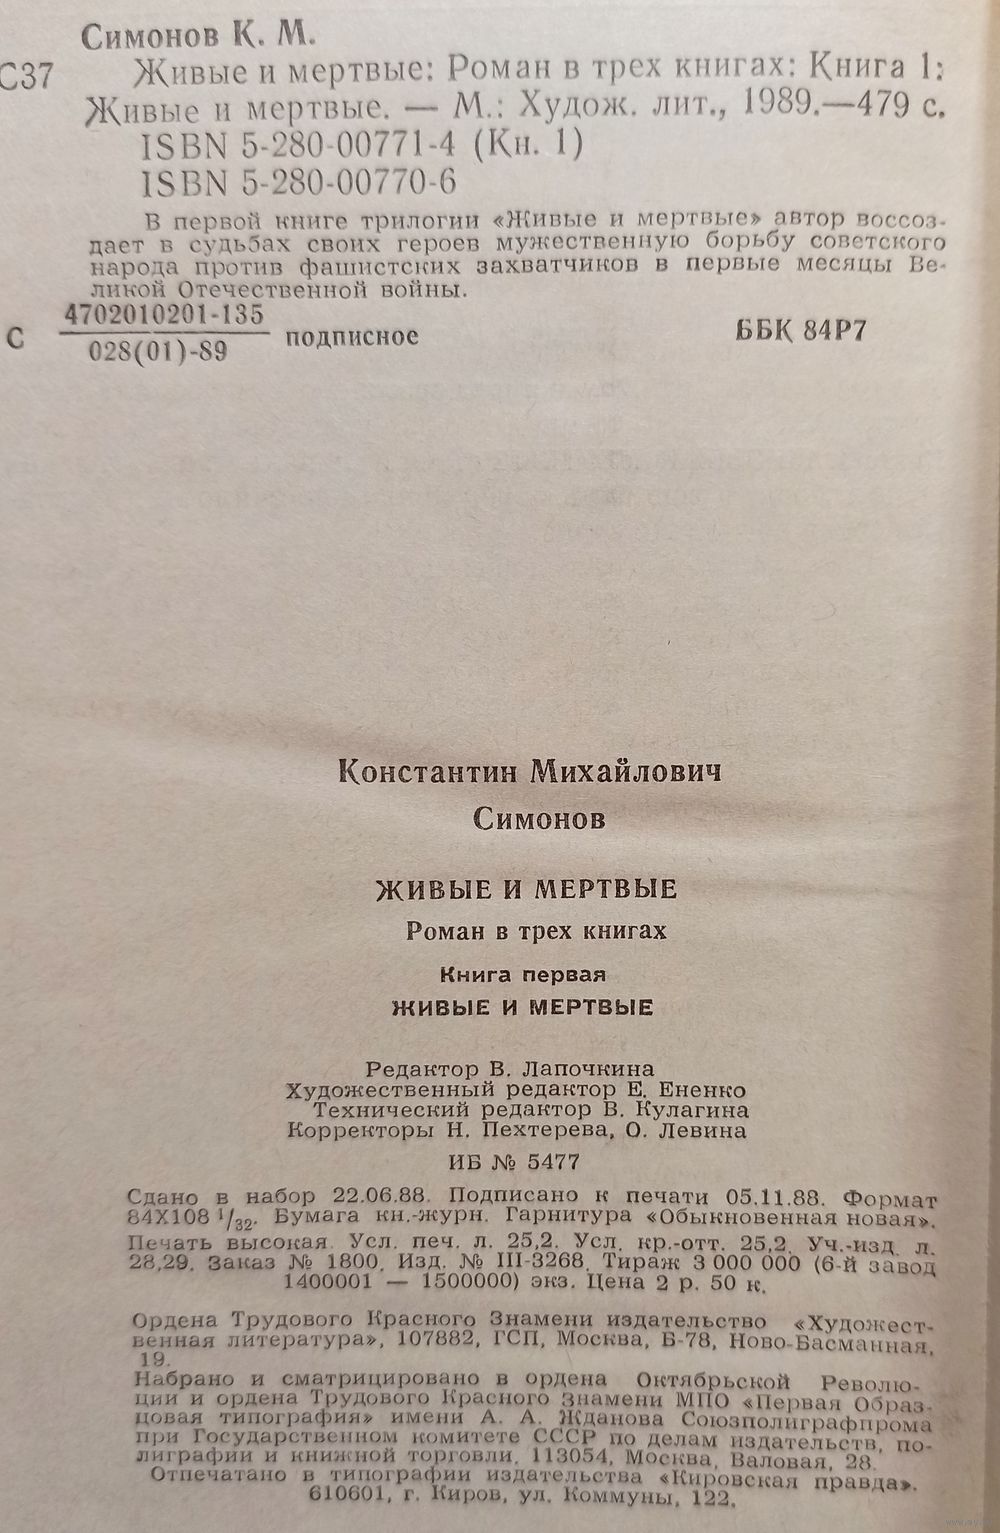 Симонов К. М.
С37 Живые и мертвые: Роман в трех книгах: Книга 1:
Живые и мертвые. — М.: Худож. лит., 1989.—479 с.
ISBN 5-280-00771-4 (Кн. 1)
ISBN 5-280-00770-6
В первой книге трилогии «Живые и мертвые» автор воссоз-
дает в судьбах своих героев мужественную борьбу советского
народа против фашистских захватчиков в первые месяцы Ве-
ликой Отечественной войны.
С 4702010201-135
028(01)-89 подписное ББК 84Р7
Константин Михайлович
Симонов
ЖИВЫЕ И МЕРТВЫЕ
Роман в трех книгах
Книга первая
ЖИВЫЕ И МЕРТВЫЕ
Редактор В. Лапочкина
Художественный редактор Е. Ененко
Технический редактор В. Кулагина
Корректоры Н. Пехтерева, О. Левина
ИБ № 5477
Сдано в набор 22.06.88. Подписано к печати 05.11.88. Формат
84X108 1/32. Бумага кн.-журн. Гарнитура «Обыкновенная новая».
Печать высокая. Усл. печ. л. 25,2. Усл. кр.-отт. 25,2. Уч.-изд. л.
28,29. Заказ № 1800. Изд. № III-3268. Тираж 3 000 000 (6-й завод
1400001 — 1500000) экз. Цена 2 р. 50 к.
Ордена Трудового Красного Знамени издательство «Художест-
венная литература», 107882, ГСП, Москва, Б-78, Ново-Басманная,
19.
Набрано и сматрицировано в ордена Октябрьской Револю-
ции и ордена Трудового Красного Знамени МПО «Первая Образ-
цовая типография» имени А. А. Жданова Союзполиграфпрома
при Государственном комитете СССР по делам издательств, по-
лиграфии и книжной торговли. 113054, Москва, Валовая, 28.
Отпечатано в типографии издательства «Кировская правда».
610601, г. Киров, ул. Коммуны, 122.